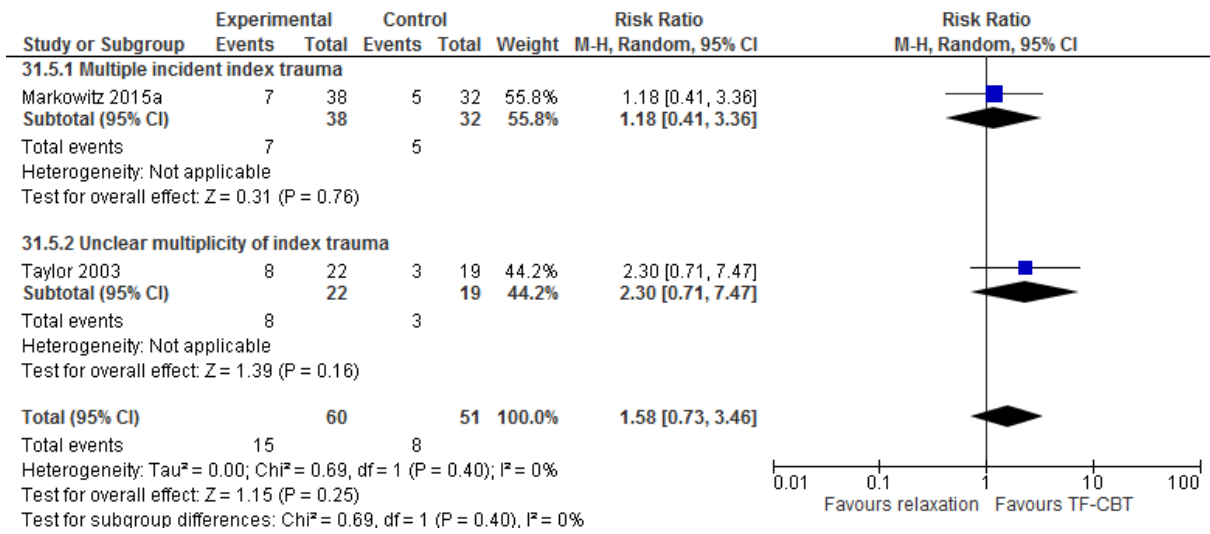 Experimental Control Risk Ratio Risk Ratio
Study or Subgroup Events Total Events Total Weight M-H, Random, 95% CI M-H, Random, 95% CI
31.5.1 Multiple incident index trauma
Markowitz 2015a 7 38 5 32 55.8% 1.18 [0.41, 3.36]
Subtotal (95% CI) 38 32 55.8% 1.18 [0.41, 3.36]
Total events 7 5
Heterogeneity: Not applicable
Test for overall effect: Z = 0.31 (P = 0.76)
31.5.2 Unclear multiplicity of index trauma
Taylor 2003 8 22 3 19 44.2% 2.30 [0.71, 7.47]
Subtotal (95% CI) 22 19 44.2% 2.30 [0.71, 7.47]
Total events 8 3
Heterogeneity: Not applicable
Test for overall effect: Z = 1.39 (P = 0.16)
Total (95% CI) 60 51 100.0% 1.58 [0.73, 3.46]
Total events 15 8
Heterogeneity: Tau² = 0.00; Chi² = 0.69, df = 1 (P = 0.40); I² = 0%
Test for overall effect: Z = 1.15 (P = 0.25)
Test for subgroup differences: Chi² = 0.69, df = 1 (P = 0.40), I² = 0%
0.01 0.1 1 10 100
Favours relaxation Favours TF-CBT